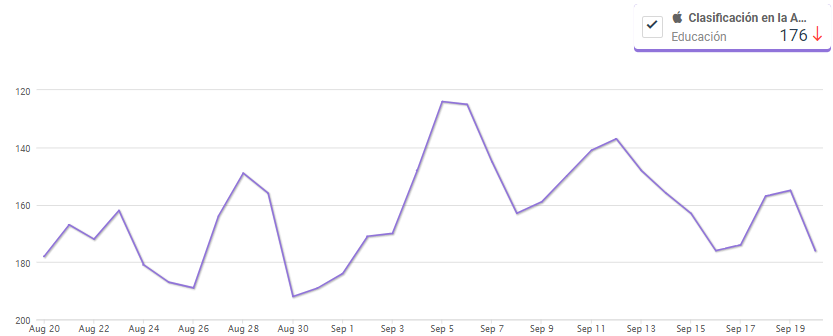 Clasificación en la A...
Educación 176
120
140
160
180
200
Aug 20 Aug 22 Aug 24 Aug 26 Aug 28 Aug 30 Sep 1 Sep 3 Sep 5 Sep 7 Sep 9 Sep 11 Sep 13 Sep 15 Sep 17 Sep 19